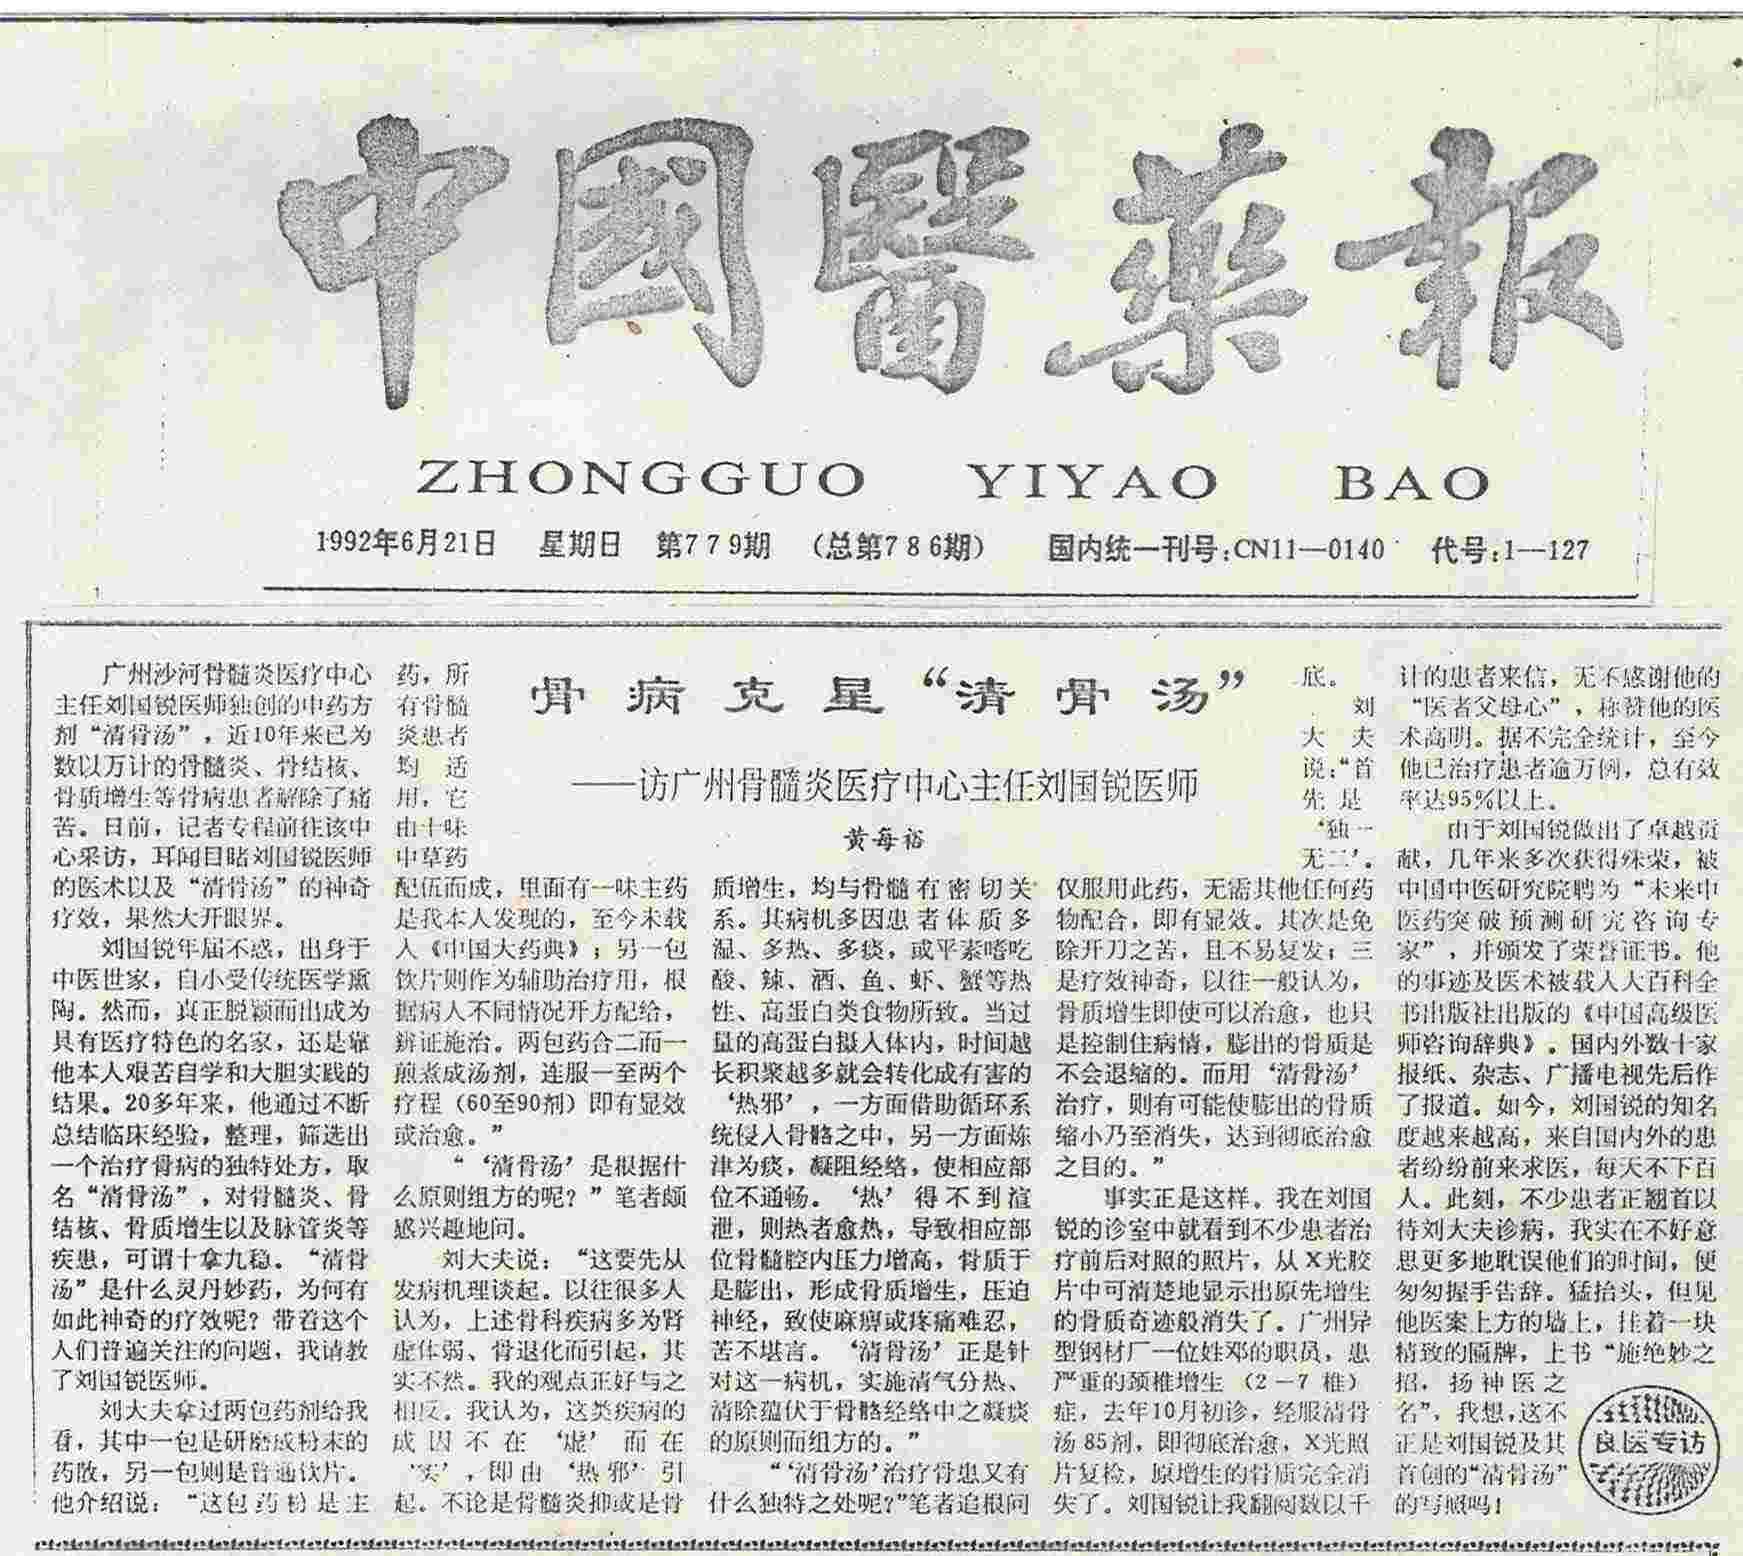 中國醫藥報
ZHONGGUO YIYAO BAO
1992年6月21日 星期日 第779期 (总第786期) 国内统一刊号:CN11—0140 代号:1—127
骨病克星“清骨汤”
——访广州骨髓炎医疗中心主任刘国锐医师
黄每裕
广州沙河骨髓炎医疗中心
主任刘国锐医师独创的中药方
剂“清骨汤”，近10年来已为
数以万计的骨髓炎、骨结核、
骨质增生等骨病患者解除了痛
苦。日前，记者专程前往该中
心采访，耳闻目睹刘国锐医师
的医术以及“清骨汤”的神奇
疗效，果然大开眼界。
刘国锐年届不惑，出身于
中医世家，自小受传统医学熏
陶。然而，真正脱颖而出成为
具有医疗特色的名家，还是靠
他本人艰苦自学和大胆实践的
结果。20多年来，他通过不断
总结临床经验，整理，筛选出
一个治疗骨病的独特处方，取
名“清骨汤”，对骨髓炎、骨
结核、骨质增生以及脉管炎等
疾患，可谓十拿九稳。“清骨
汤”是什么灵丹妙药，为何有
如此神奇的疗效呢？带着这个
人们普遍关注的问题，我请教
了刘国锐医师。
刘大夫拿过两包药剂给我
看，其中一包是研磨成粉末的
药散，另一包则是普通饮片。
他介绍说：“这包药粉是主
药，所
有骨髓
炎患者
均适
用，它
由十味
中草药
配伍而成，里面有一味主药
是我本人发现的，至今未载
入《中国大药典》；另一包
饮片则作为辅助治疗用，根
据病人不同情况开方配给，
辨证施治。两包药合二而一
煎煮成汤剂，连服一至两个
疗程（60至90剂）即有显效
或治愈。”
“‘清骨汤’是根据什
么原则组方的呢？”笔者颇
感兴趣地问。
刘大夫说：“这要先从
发病机理谈起。以往很多人
认为，上述骨科疾病多为肾
虚体弱、骨退化而引起，其
实不然。我的观点正好与之
相反。我认为，这类疾病的
成因不在‘虚’而在
‘实’，即由‘热邪’引
起。不论是骨髓炎抑或是骨
质增生，均与骨髓有密切关
系。其病机多因患者体质多
湿、多热、多痰，或平素嗜吃
酸、辣、酒、鱼、虾、蟹等热
性、高蛋白类食物所致。当过
量的高蛋白摄入体内，时间越
长积聚越多就会转化成有害的
‘热邪’，一方面借助循环系
统侵入骨骼之中，另一方面炼
津为痰，凝阻经络，使相应部
位不通畅。‘热’得不到渲
泄，则热者愈热，导致相应部
位骨髓腔内压力增高，骨质于
是膨出，形成骨质增生，压迫
神经，致使麻痹或疼痛难忍，
苦不堪言。‘清骨汤’正是针
对这一病机，实施清气分热、
清除蕴伏于骨骼经络中之凝痰
的原则而组方的。”
“‘清骨汤’治疗骨患又有
什么独特之处呢？”笔者追根问
底。
刘
大夫
说：“首
先是
‘独一
无二’。
仅服用此药，无需其他任何药
物配合，即有显效。其次是免
除开刀之苦，且不易复发；三
是疗效神奇，以往一般认为，
骨质增生即使可以治愈，也只
是控制住病情，膨出的骨质是
不会退缩的。而用‘清骨汤’
治疗，则有可能使膨出的骨质
缩小乃至消失，达到彻底治愈
之目的。”
事实正是这样。我在刘国
锐的诊室中就看到不少患者治
疗前后对照的照片，从X光胶
片中可清楚地显示出原先增生
的骨质奇迹般消失了。广州异
型钢材厂一位姓邓的职员，患
严重的颈椎增生（2－7椎）
症，去年10月初诊，经服清骨
汤85剂，即彻底治愈，X光照
片复检，原增生的骨质完全消
失了。刘国锐让我翻阅数以千
计的患者来信，无不感谢他的
“医者父母心”，称赞他的医
术高明。据不完全统计，至今
他已治疗患者逾万例，总有效
率达95％以上。
由于刘国锐做出了卓越贡
献，几年来多次获得殊荣，被
中国中医研究院聘为“未来中
医药突破预测研究咨询专
家”，并颁发了荣誉证书。他
的事迹及医术被载入大百科全
书出版社出版的《中国高级医
师咨询辞典》。国内外数十家
报纸、杂志、广播电视先后作
了报道。如今，刘国锐的知名
度越来越高，来自国内外的患
者纷纷前来求医，每天不下百
人。此刻，不少患者正翘首以
待刘大夫诊病，我实在不好意
思更多地耽误他们的时间，便
匆匆握手告辞。猛抬头，但见
他医案上方的墙上，挂着一块
精致的匾牌，上书“施绝妙之
招，扬神医之
名”，我想，这不
正是刘国锐及其
首创的“清骨汤”
的写照吗！
良医专访